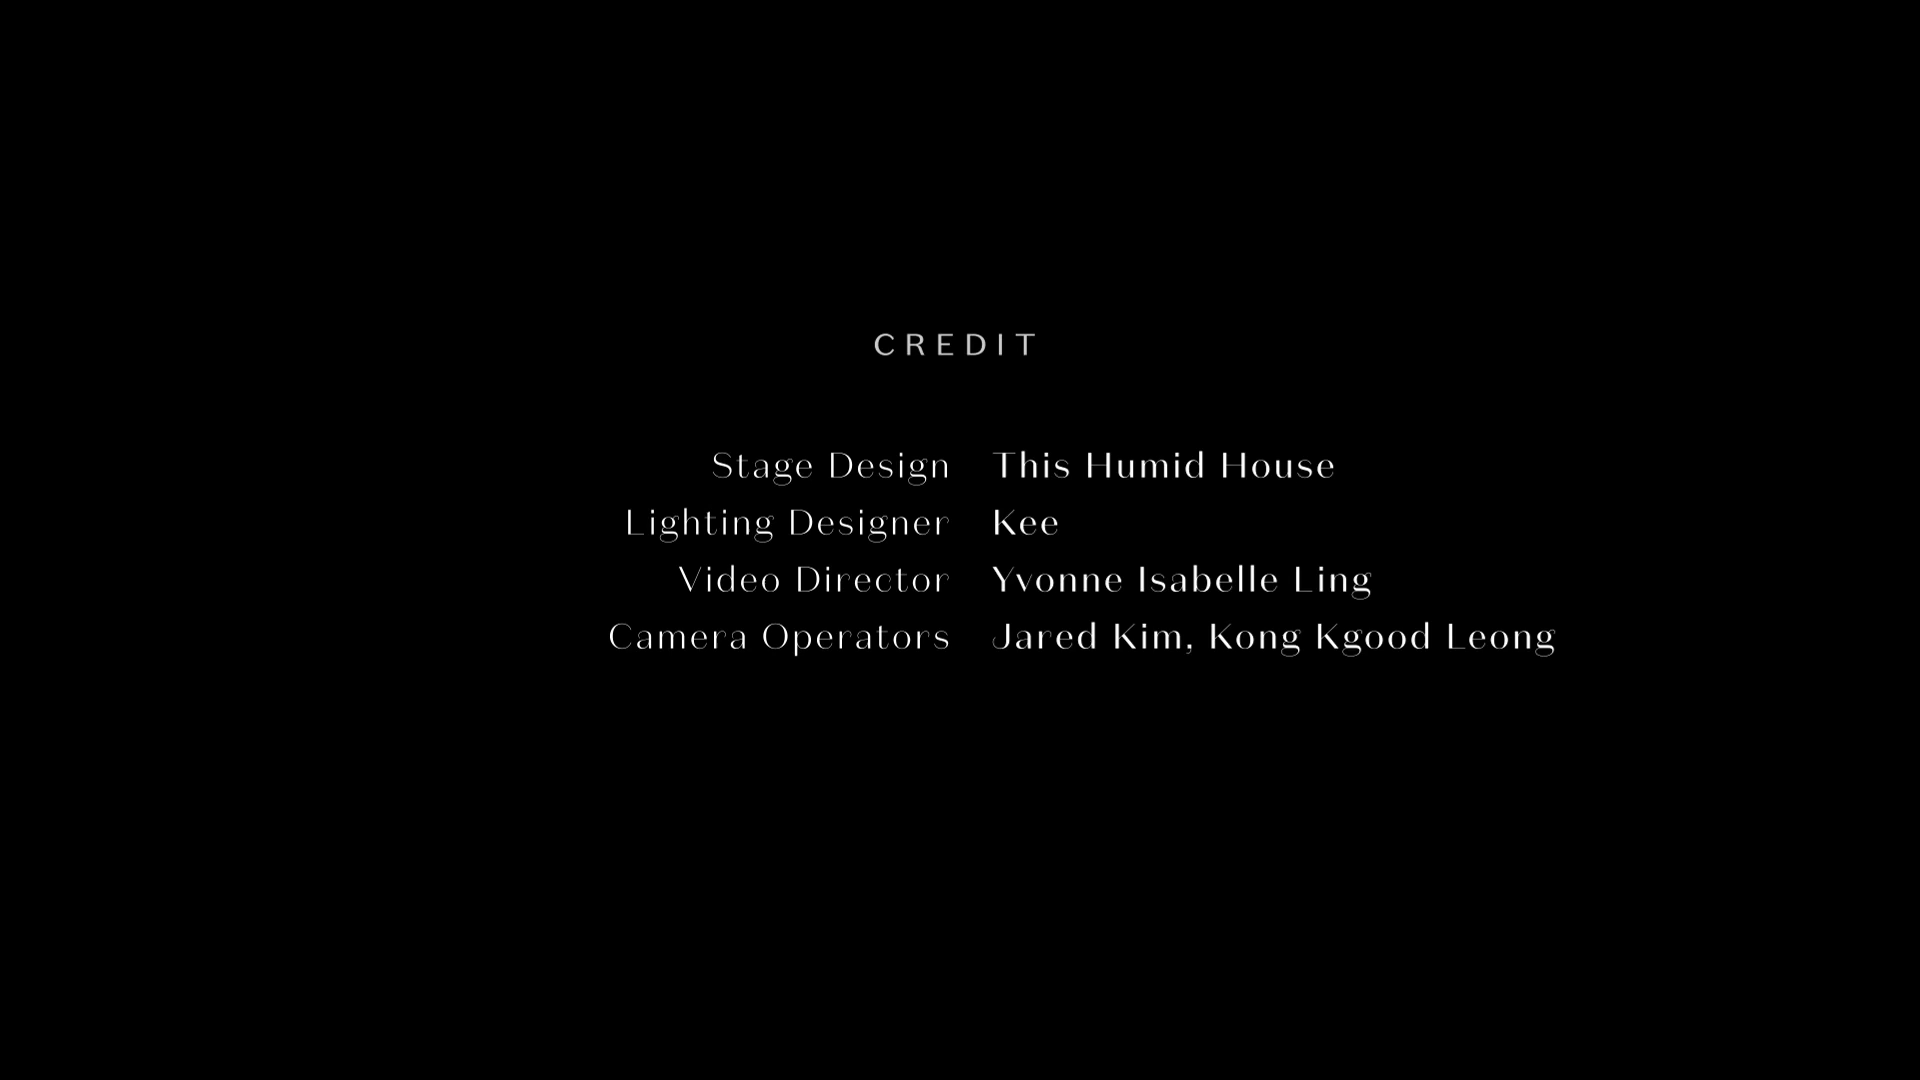 CREDIT
Stage Design This Humid House
Lighting Designer Kee
Video Director Yvonne Isabelle Ling
Camera Operators Jared Kim, Kong Kgood Leong